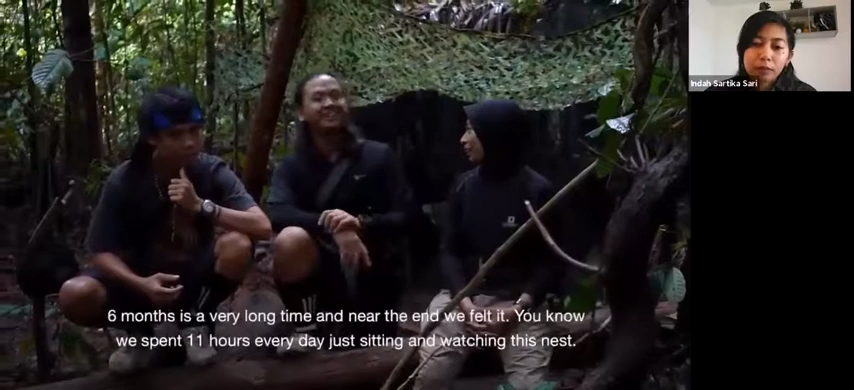 Indah Sartika Sari
6 months is a very long time and near the end we felt it. You know
we spent 11 hours every day just sitting and watching this nest.